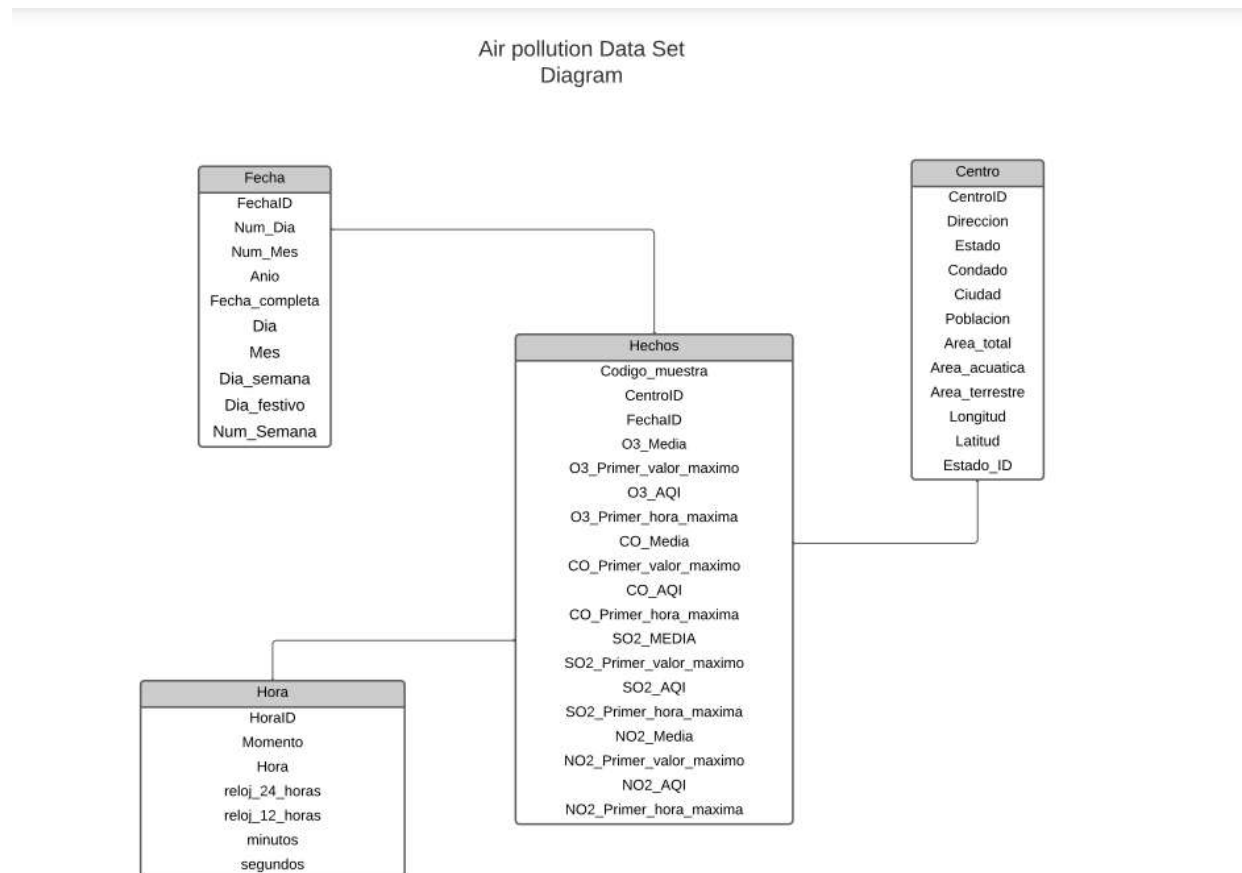 Air pollution Data Set
Diagram
Fecha
FechaID
Num_Dia
Num_Mes
Anio
Fecha_completa
Dia
Mes
Dia_semana
Dia_festivo
Num_Semana
Centro
CentroID
Direccion
Estado
Condado
Ciudad
Poblacion
Area_total
Area_acuatica
Area_terrestre
Longitud
Latitud
Estado_ID
Hechos
Codigo_muestra
CentroID
FechaID
O3_Media
O3_Primer_valor_maximo
O3_AQI
O3_Primer_hora_maxima
CO_Media
CO_Primer_valor_maximo
CO_AQI
CO_Primer_hora_maxima
SO2_MEDIA
SO2_Primer_valor_maximo
SO2_AQI
SO2_Primer_hora_maxima
NO2_Media
NO2_Primer_valor_maximo
NO2_AQI
NO2_Primer_hora_maxima
Hora
HoraID
Momento
Hora
reloj_24_horas
reloj_12_horas
minutos
segundos